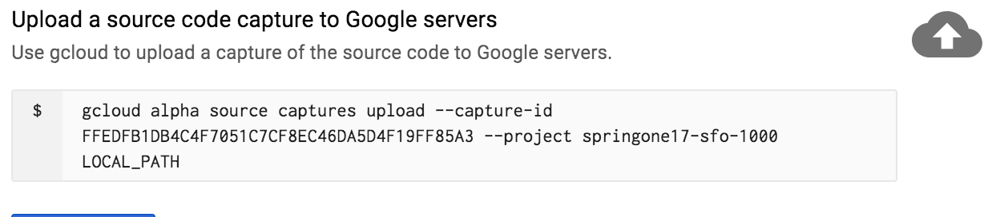 Upload a source code capture to Google servers
Use gcloud to upload a capture of the source code to Google servers.
$ gcloud alpha source captures upload --capture-id
FFEDFB1DB4C4F7051C7CF8EC46DA5D4F19FF85A3 --project springone17-sfo-1000
LOCAL_PATH